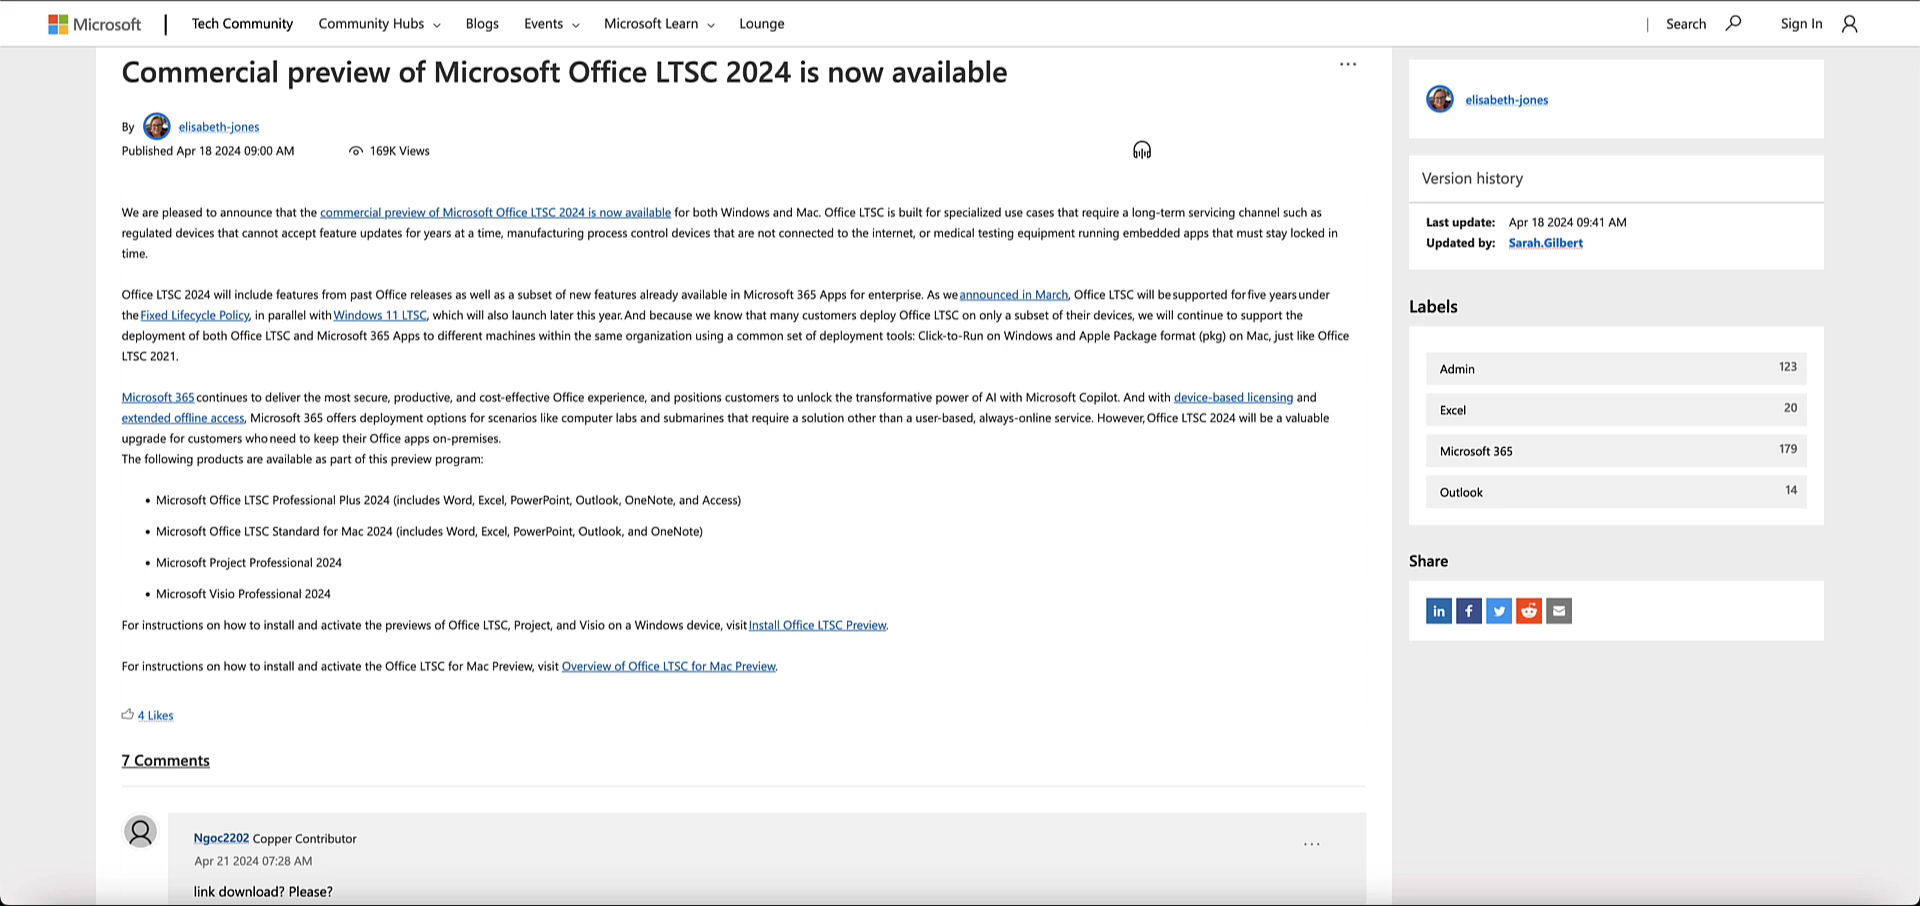 Microsoft | Tech Community Community Hubs Blogs Events Microsoft Learn Lounge | Search Sign In
Commercial preview of Microsoft Office LTSC 2024 is now available
By elisabeth-jones
Published Apr 18 2024 09:00 AM 169K Views
We are pleased to announce that the commercial preview of Microsoft Office LTSC 2024 is now available for both Windows and Mac. Office LTSC is built for specialized use cases that require a long-term servicing channel such as
regulated devices that cannot accept feature updates for years at a time, manufacturing process control devices that are not connected to the internet, or medical testing equipment running embedded apps that must stay locked in
time.
Office LTSC 2024 will include features from past Office releases as well as a subset of new features already available in Microsoft 365 Apps for enterprise. As we announced in March, Office LTSC will be supported for five years under
the Fixed Lifecycle Policy, in parallel with Windows 11 LTSC, which will also launch later this year. And because we know that many customers deploy Office LTSC on only a subset of their devices, we will continue to support the
deployment of both Office LTSC and Microsoft 365 Apps to different machines within the same organization using a common set of deployment tools: Click-to-Run on Windows and Apple Package format (pkg) on Mac, just like Office
LTSC 2021.
Microsoft 365 continues to deliver the most secure, productive, and cost-effective Office experience, and positions customers to unlock the transformative power of AI with Microsoft Copilot. And with device-based licensing and
extended offline access, Microsoft 365 offers deployment options for scenarios like computer labs and submarines that require a solution other than a user-based, always-online service. However, Office LTSC 2024 will be a valuable
upgrade for customers who need to keep their Office apps on-premises.
The following products are available as part of this preview program:
• Microsoft Office LTSC Professional Plus 2024 (includes Word, Excel, PowerPoint, Outlook, OneNote, and Access)
• Microsoft Office LTSC Standard for Mac 2024 (includes Word, Excel, PowerPoint, Outlook, and OneNote)
• Microsoft Project Professional 2024
• Microsoft Visio Professional 2024
For instructions on how to install and activate the previews of Office LTSC, Project, and Visio on a Windows device, visit Install Office LTSC Preview.
For instructions on how to install and activate the Office LTSC for Mac Preview, visit Overview of Office LTSC for Mac Preview.
4 Likes
7 Comments
Ngoc2202 Copper Contributor
Apr 21 2024 07:28 AM
link download? Please?
elisabeth-jones
Version history
Last update: Apr 18 2024 09:41 AM
Updated by: Sarah.Gilbert
Labels
Admin 123
Excel 20
Microsoft 365 179
Outlook 14
Share